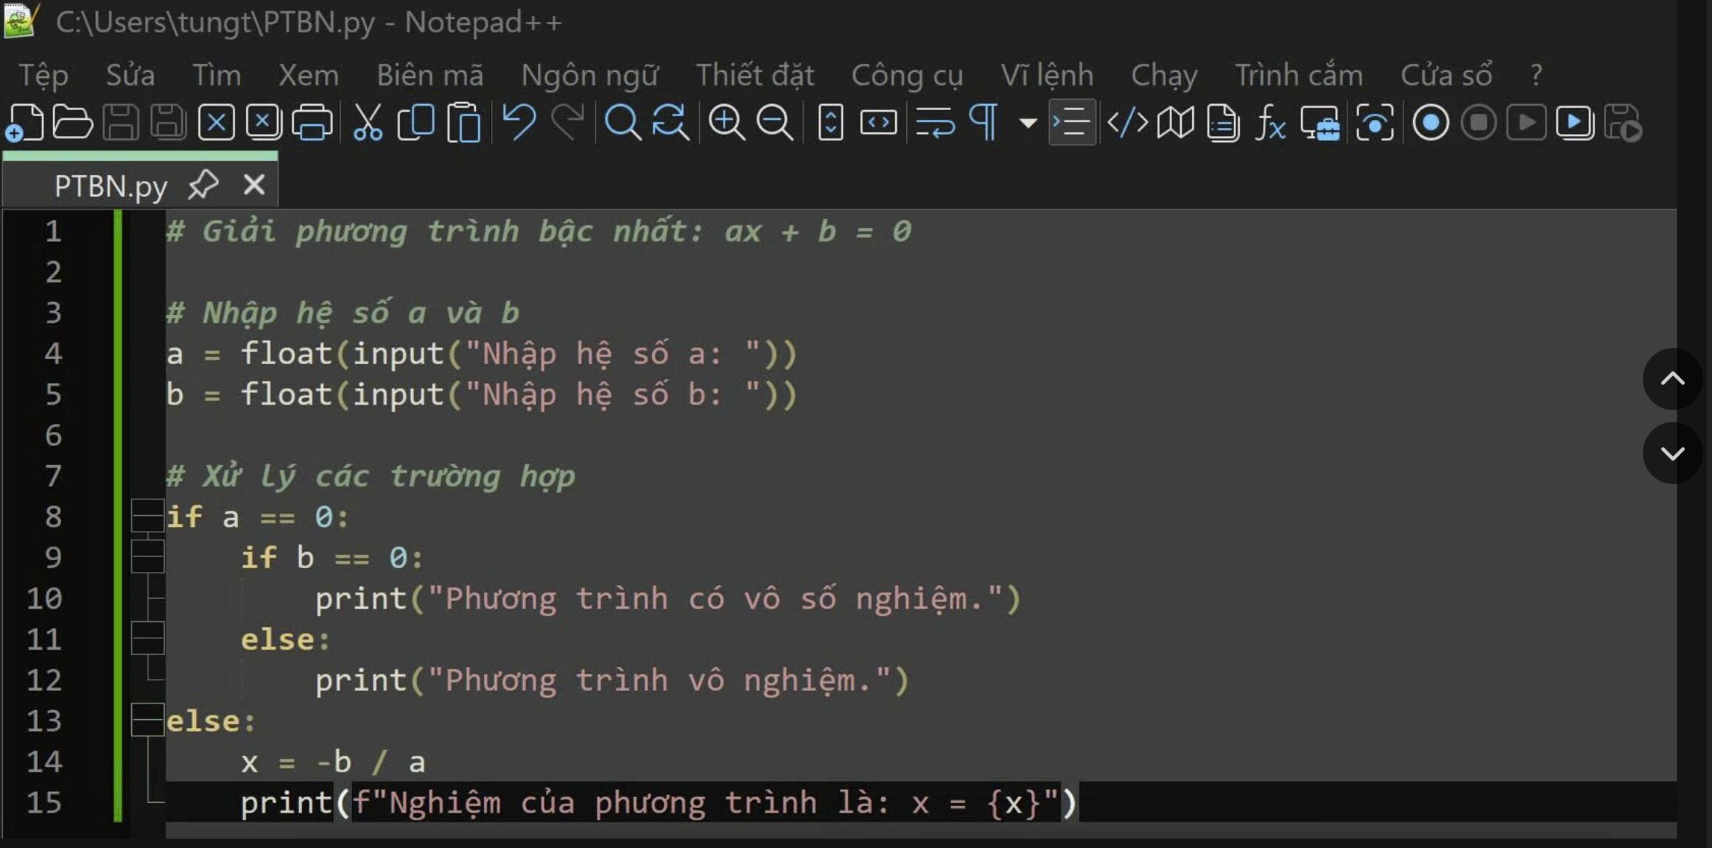 C:\Users\tungt\PTBN.py - Notepad++
Tệp Sửa Tìm Xem Biên mã Ngôn ngữ Thiết đặt Công cụ Vĩ lệnh Chạy Trình cắm Cửa sổ ?
PTBN.py
1 # Giải phương trình bậc nhất: ax + b = 0
2
3 # Nhập hệ số a và b
4 a = float(input("Nhập hệ số a: "))
5 b = float(input("Nhập hệ số b: "))
6
7 # Xử lý các trường hợp
8 if a == 0:
9     if b == 0:
10         print("Phương trình có vô số nghiệm.")
11     else:
12         print("Phương trình vô nghiệm.")
13 else:
14     x = -b / a
15     print(f"Nghiệm của phương trình là: x = {x}")